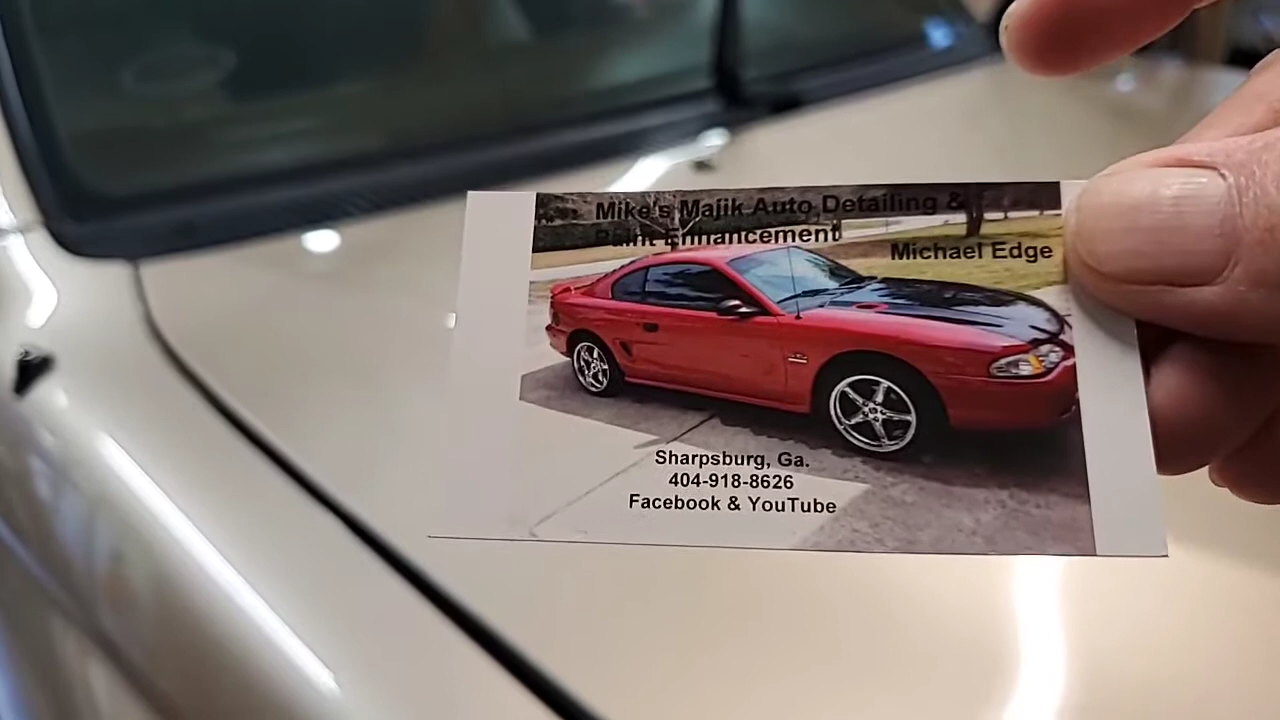 Mike's Majik Auto Detailing &
Paint Enhancement
Michael Edge
Sharpsburg, Ga.
404-918-8626
Facebook & YouTube